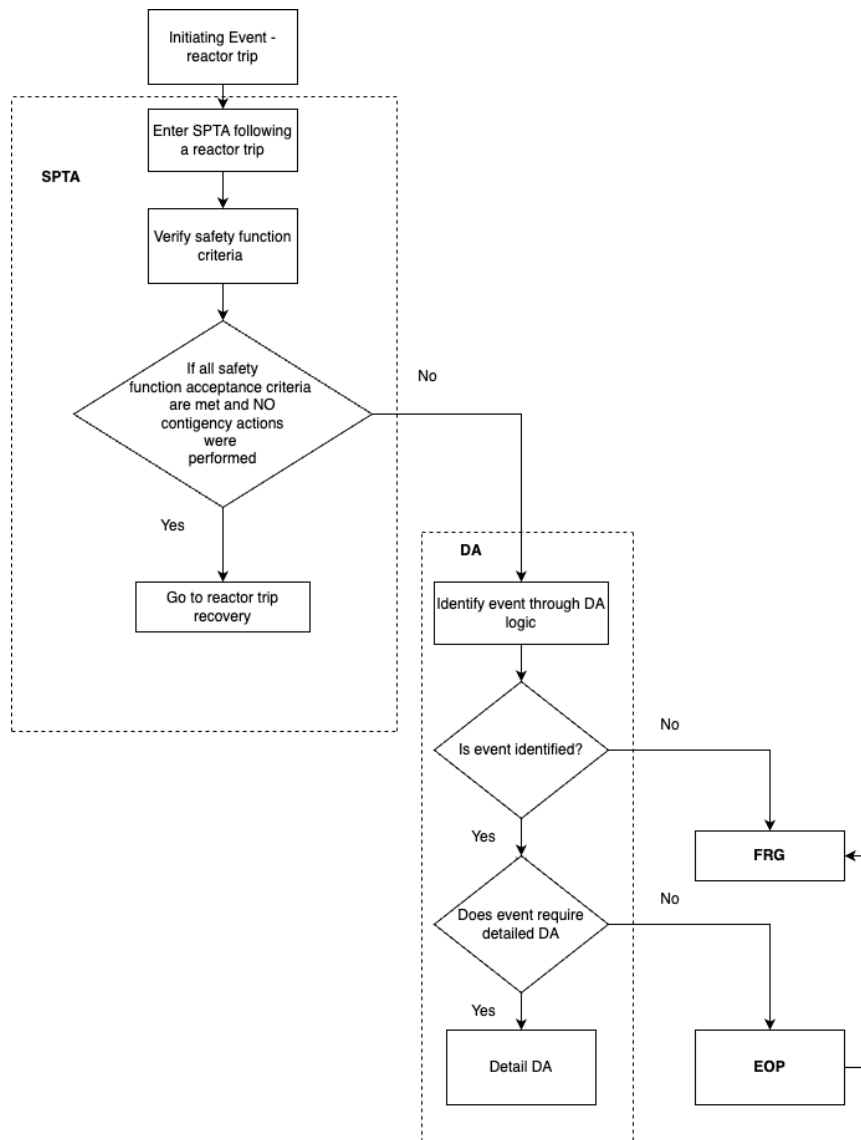 Initiating Event -
reactor trip
Enter SPTA following
a reactor trip
SPTA
Verify safety function
criteria
If all safety
function acceptance criteria
are met and NO
contigency actions
were
performed
No
Yes
Go to reactor trip
recovery
DA
Identify event through DA
logic
Is event identified?
No
Yes
FRG
Does event require
detailed DA
No
Yes
Detail DA
EOP